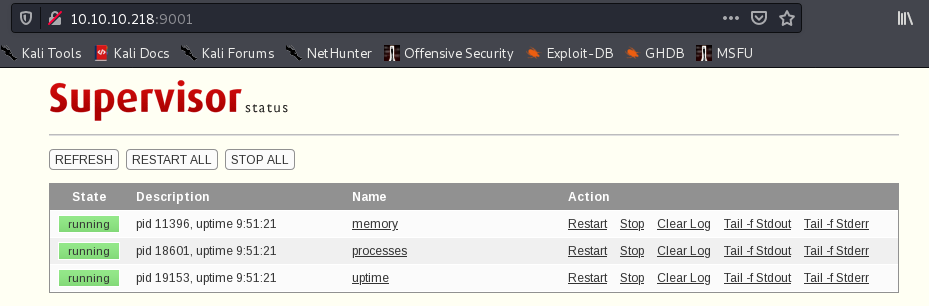 10.10.10.218:9001
Kali Tools Kali Docs Kali Forums NetHunter Offensive Security Exploit-DB GHDB MSFU
Supervisor status
REFRESH RESTART ALL STOP ALL
State Description Name Action
running pid 11396, uptime 9:51:21 memory Restart Stop Clear Log Tail -f Stdout Tail -f Stderr
running pid 18601, uptime 9:51:21 processes Restart Stop Clear Log Tail -f Stdout Tail -f Stderr
running pid 19153, uptime 9:51:21 uptime Restart Stop Clear Log Tail -f Stdout Tail -f Stderr